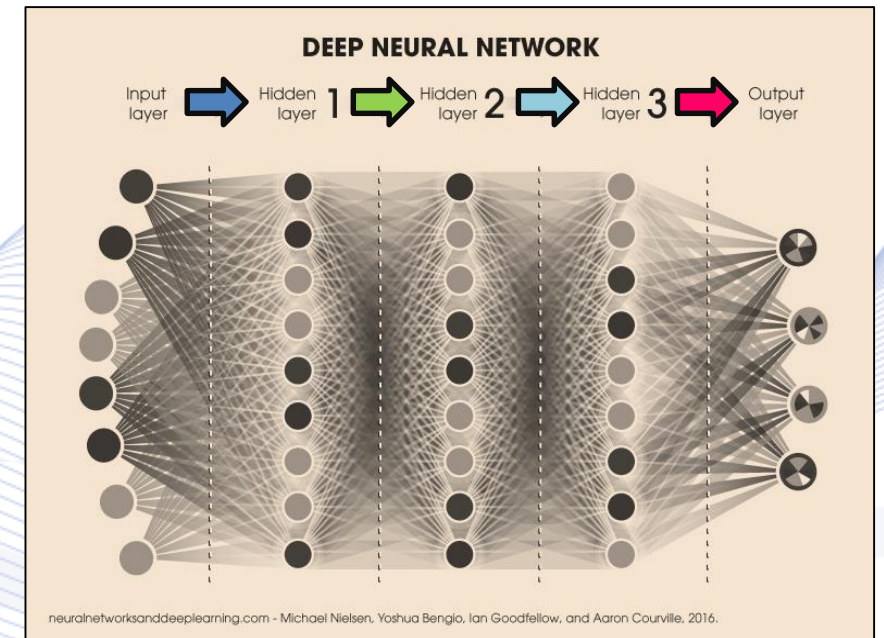 DEEP NEURAL NETWORK
Input
layer
Hidden
layer 1
Hidden
layer 2
Hidden
layer 3
Output
layer
neuralnetworksanddeeplearning.com - Michael Nielsen, Yoshua Bengio, Ian Goodfellow, and Aaron Courville, 2016.